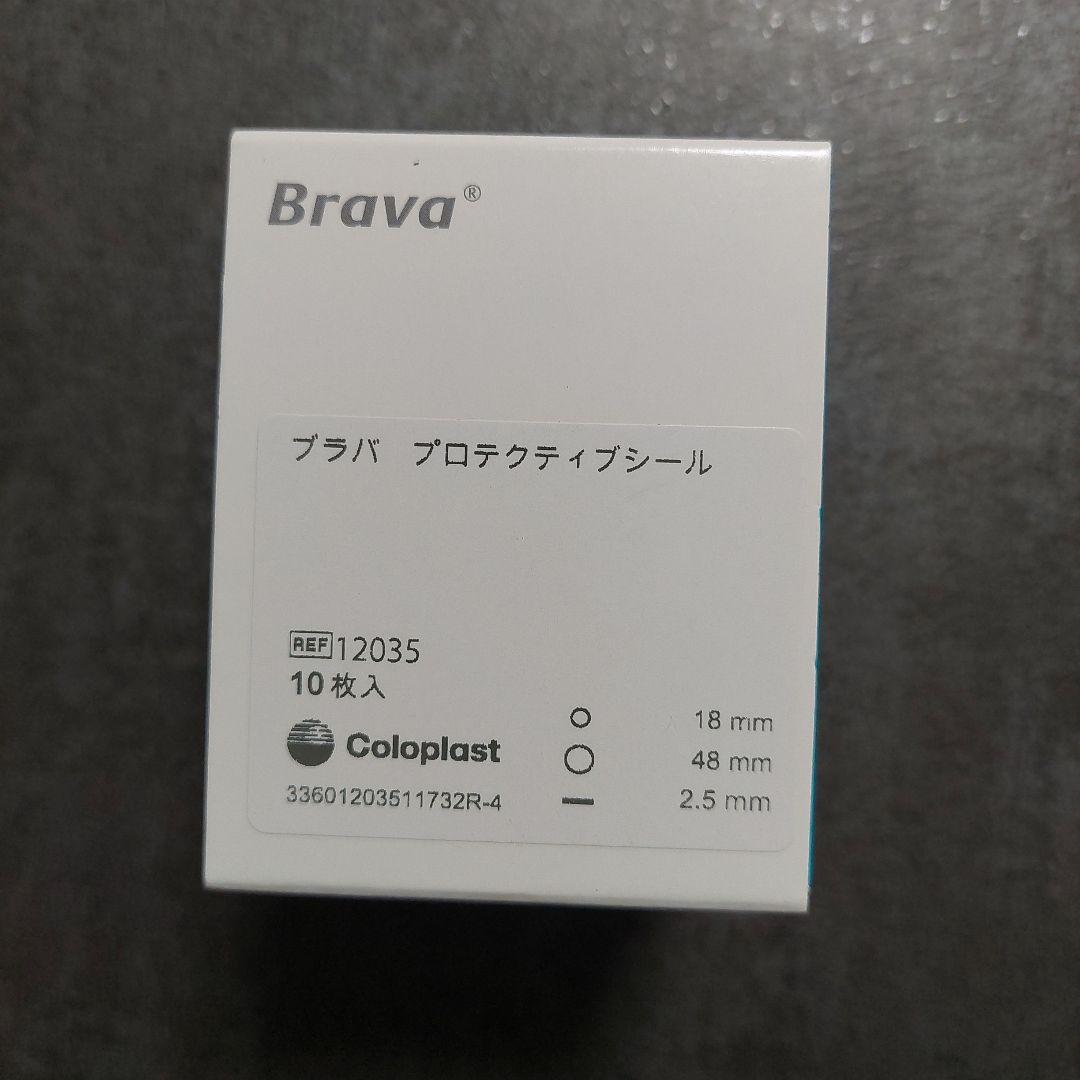 Brava®
ブラバ　プロテクティブシール
REF 12035
10枚入
Coloplast
33601203511732R-4
18 mm
48 mm
2.5 mm